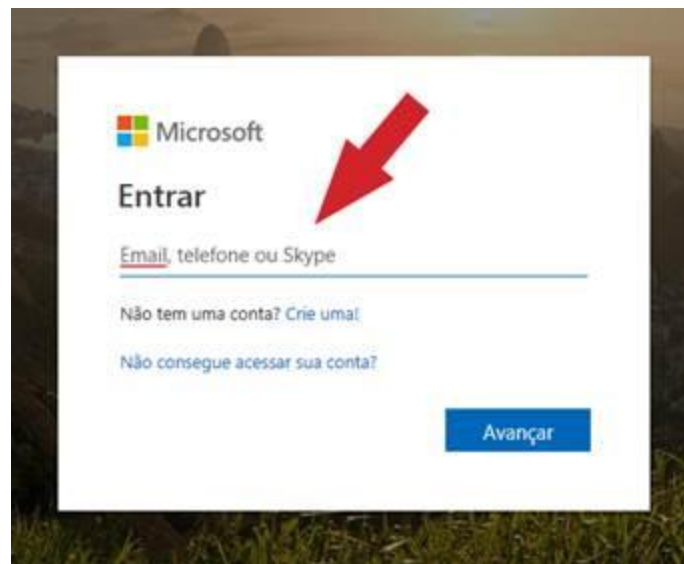 Microsoft
Entrar
Email, telefone ou Skype
Não tem uma conta? Crie uma!
Não consegue acessar sua conta?
Avançar